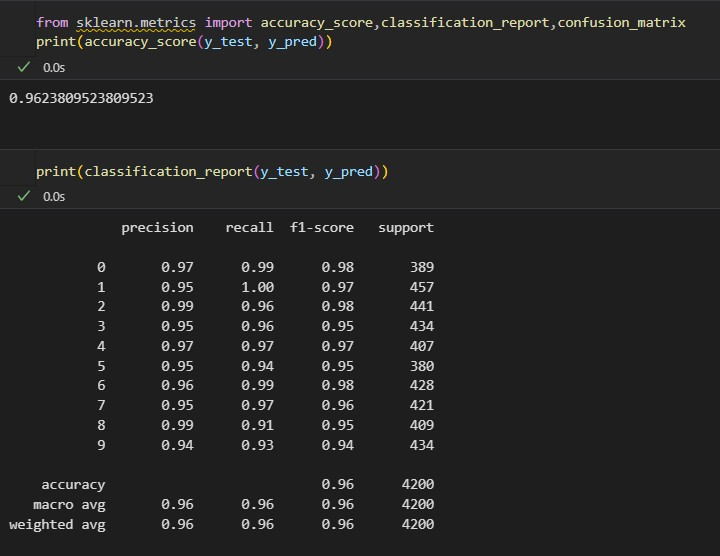 from sklearn.metrics import accuracy_score,classification_report,confusion_matrix
print(accuracy_score(y_test, y_pred))
0.0s
0.9623809523809523
print(classification_report(y_test, y_pred))
0.0s
precision recall f1-score support
0 0.97 0.99 0.98 389
1 0.95 1.00 0.97 457
2 0.99 0.96 0.98 441
3 0.95 0.96 0.95 434
4 0.97 0.97 0.97 407
5 0.95 0.94 0.95 380
6 0.96 0.99 0.98 428
7 0.95 0.97 0.96 421
8 0.99 0.91 0.95 409
9 0.94 0.93 0.94 434
accuracy 0.96 4200
macro avg 0.96 0.96 0.96 4200
weighted avg 0.96 0.96 0.96 4200